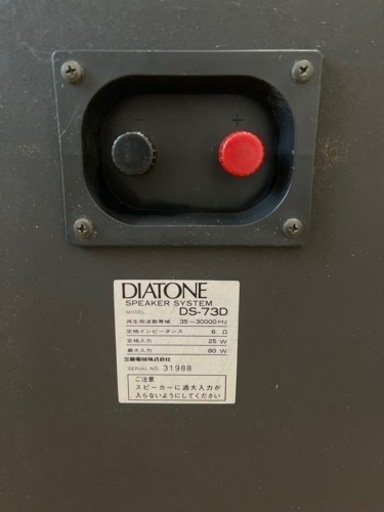 − +
DIATONE
SPEAKER SYSTEM
MODEL DS-73D
再生周波数帯域 35~30000 Hz
定格インピーダンス 6 Ω
定格入力 25 W
最大入力 80 W
三菱電機株式会社
SERIAL NO. 31988
ご注意
スピーカーに過大入力が
入らないようにしてください